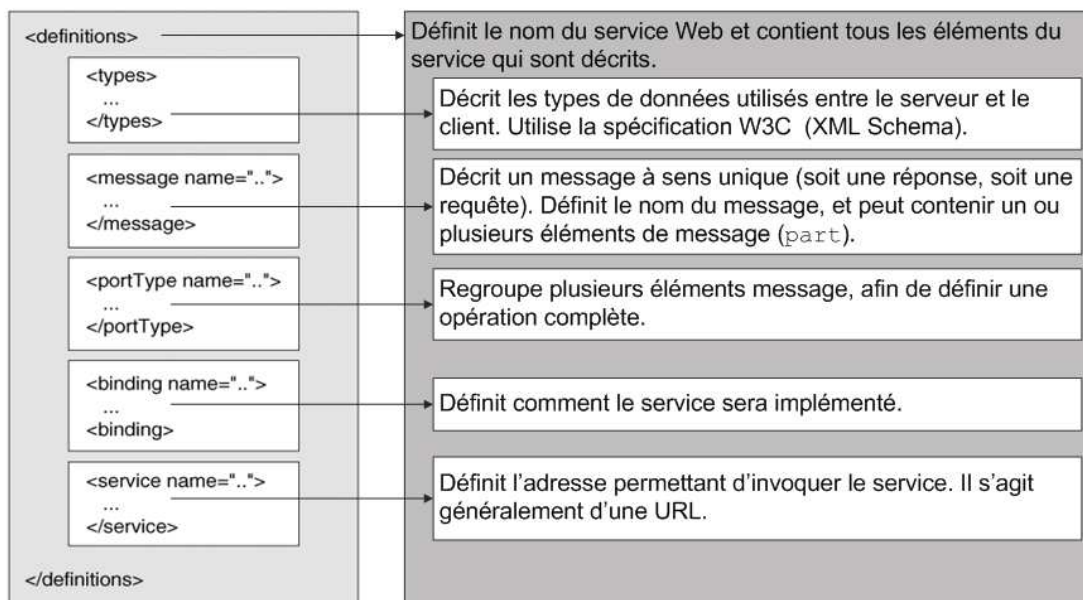 <definitions>
Définit le nom du service Web et contient tous les éléments du
service qui sont décrits.
<types>
...
</types>
Décrit les types de données utilisés entre le serveur et le
client. Utilise la spécification W3C (XML Schema).
<message name="..">
...
</message>
Décrit un message à sens unique (soit une réponse, soit une
requête). Définit le nom du message, et peut contenir un ou
plusieurs éléments de message (part).
<portType name="..">
...
</portType>
Regroupe plusieurs éléments message, afin de définir une
opération complète.
<binding name="..">
...
<binding>
Définit comment le service sera implémenté.
<service name="..">
...
</service>
Définit l'adresse permettant d'invoquer le service. Il s'agit
généralement d'une URL.
</definitions>